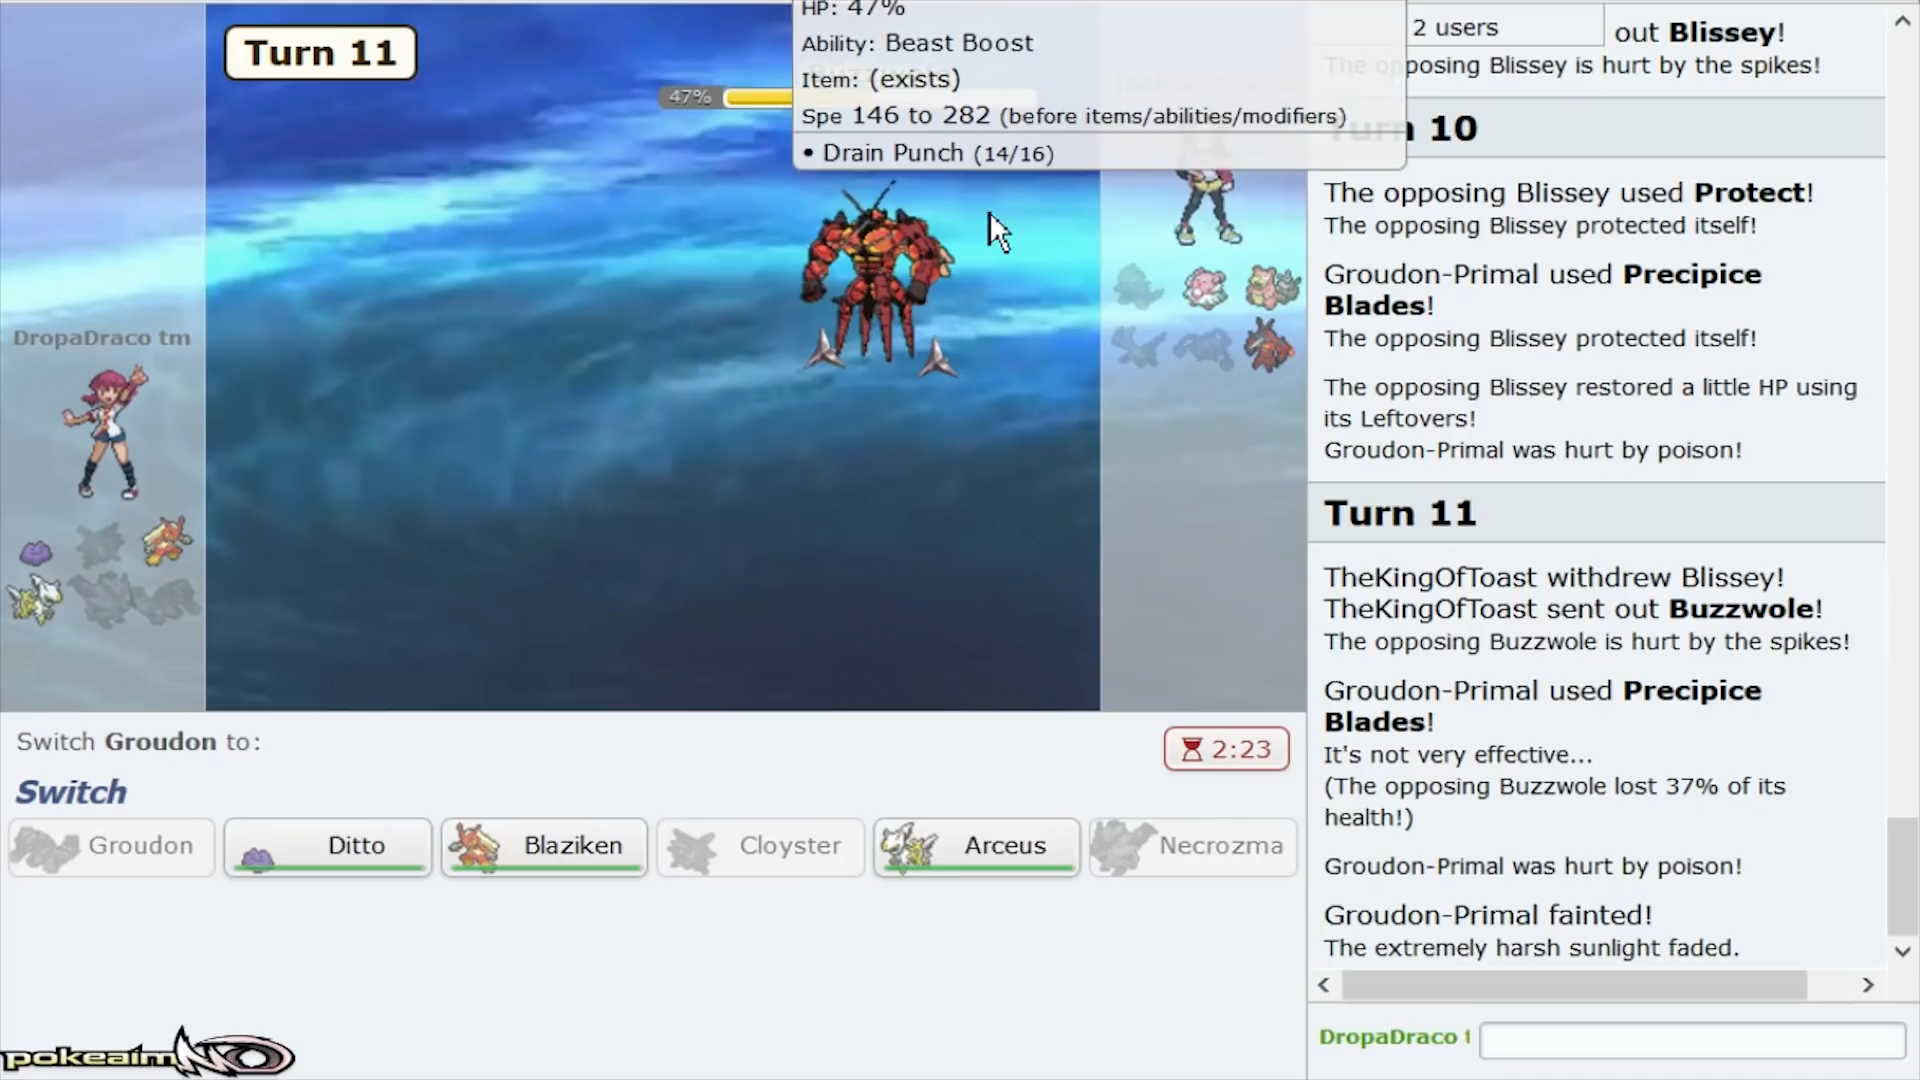 Turn 11
HP: 47%
Ability: Beast Boost
Item: (exists)
47%
Spe 146 to 282 (before items/abilities/modifiers)
• Drain Punch (14/16)
DropaDraco tm
Switch Groudon to:
2:23
Switch
Groudon
Ditto
Blaziken
Cloyster
Arceus
Necrozma
pokeaimMD
2 users
out Blissey!
The opposing Blissey is hurt by the spikes!
Turn 10
The opposing Blissey used Protect!
The opposing Blissey protected itself!
Groudon-Primal used Precipice
Blades!
The opposing Blissey protected itself!
The opposing Blissey restored a little HP using
its Leftovers!
Groudon-Primal was hurt by poison!
Turn 11
TheKingOfToast withdrew Blissey!
TheKingOfToast sent out Buzzwole!
The opposing Buzzwole is hurt by the spikes!
Groudon-Primal used Precipice
Blades!
It's not very effective...
(The opposing Buzzwole lost 37% of its
health!)
Groudon-Primal was hurt by poison!
Groudon-Primal fainted!
The extremely harsh sunlight faded.
DropaDraco t